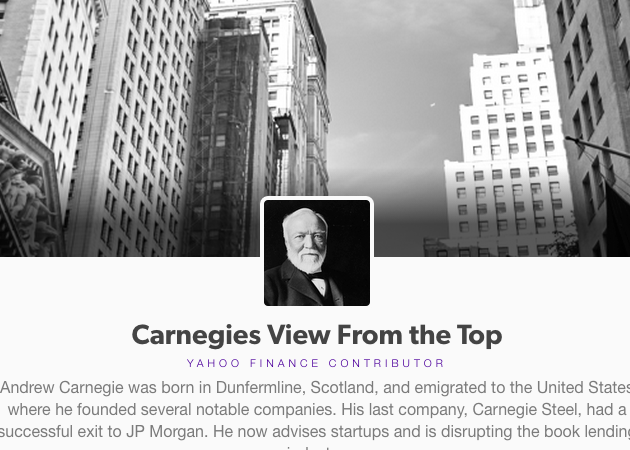 Carnegies View From the Top
YAHOO FINANCE CONTRIBUTOR
Andrew Carnegie was born in Dunfermline, Scotland, and emigrated to the United States
where he founded several notable companies. His last company, Carnegie Steel, had a
successful exit to JP Morgan. He now advises startups and is disrupting the book lending